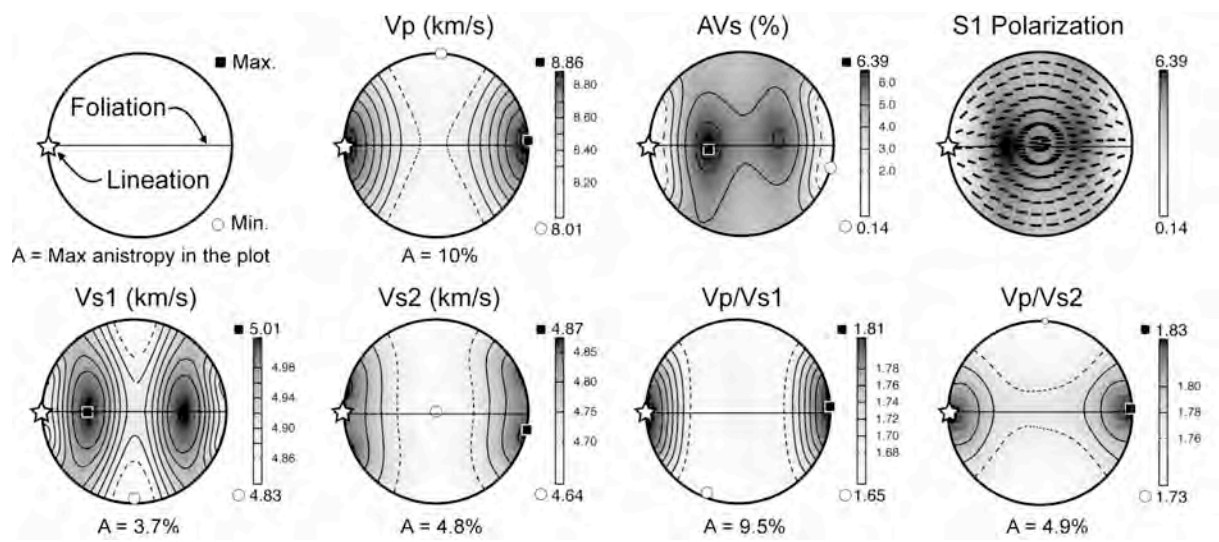 Vp (km/s)
AVs (%)
S1 Polarization
Max.
Foliation
Lineation
Min.
A = Max anistropy in the plot
8.86
8.80
8.60
8.40
8.20
8.01
A = 10%
6.39
6.0
5.0
4.0
3.0
2.0
0.14
6.39
0.14
Vs1 (km/s)
Vs2 (km/s)
Vp/Vs1
Vp/Vs2
5.01
4.98
4.94
4.90
4.86
4.83
A = 3.7%
4.87
4.85
4.80
4.75
4.70
4.64
A = 4.8%
1.81
1.78
1.76
1.74
1.72
1.70
1.68
1.65
A = 9.5%
1.83
1.80
1.78
1.76
1.73
A = 4.9%